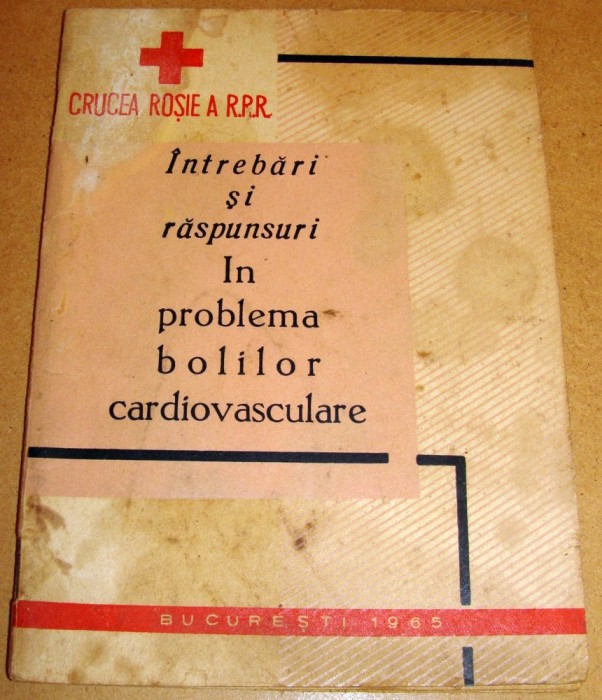 CRUCEA ROȘIE A R.P.R.
Întrebări
și
răspunsuri
In
problema
bolilor
cardiovasculare
BUCUREȘTI 1965